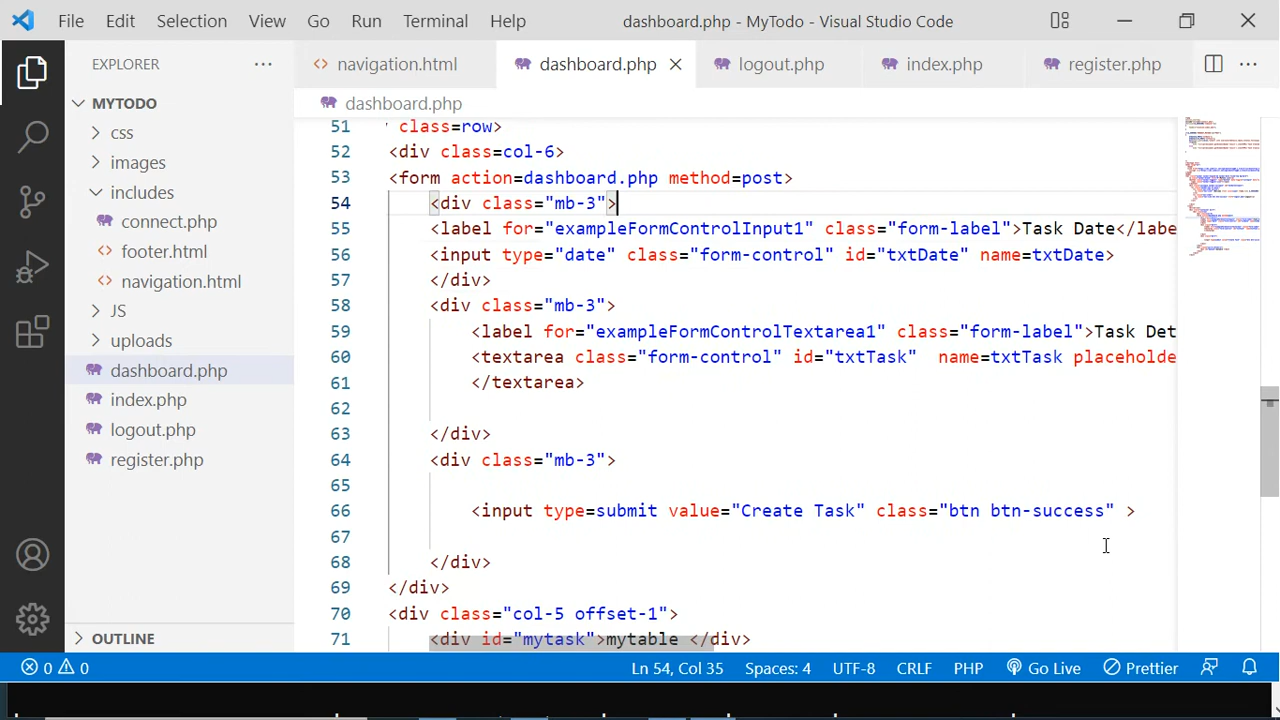 File Edit Selection View Go Run Terminal Help dashboard.php - MyTodo - Visual Studio Code
EXPLORER
navigation.html dashboard.php logout.php index.php register.php
MYTODO
css
images
includes
connect.php
footer.html
navigation.html
JS
uploads
dashboard.php
index.php
logout.php
register.php
OUTLINE
dashboard.php
51 class=row>
52 <div class=col-6>
53 <form action=dashboard.php method=post>
54 <div class="mb-3">
55 <label for="exampleFormControlInput1" class="form-label">Task Date</labe
56 <input type="date" class="form-control" id="txtDate" name=txtDate>
57 </div>
58 <div class="mb-3">
59 <label for="exampleFormControlTextarea1" class="form-label">Task Det
60 <textarea class="form-control" id="txtTask"  name=txtTask placeholde
61 </textarea>
62
63 </div>
64 <div class="mb-3">
65
66 <input type=submit value="Create Task" class="btn btn-success" >
67
68 </div>
69 </div>
70 <div class="col-5 offset-1">
71 <div id="mytask">mytable </div>
0 0 Ln 54, Col 35 Spaces: 4 UTF-8 CRLF PHP Go Live Prettier